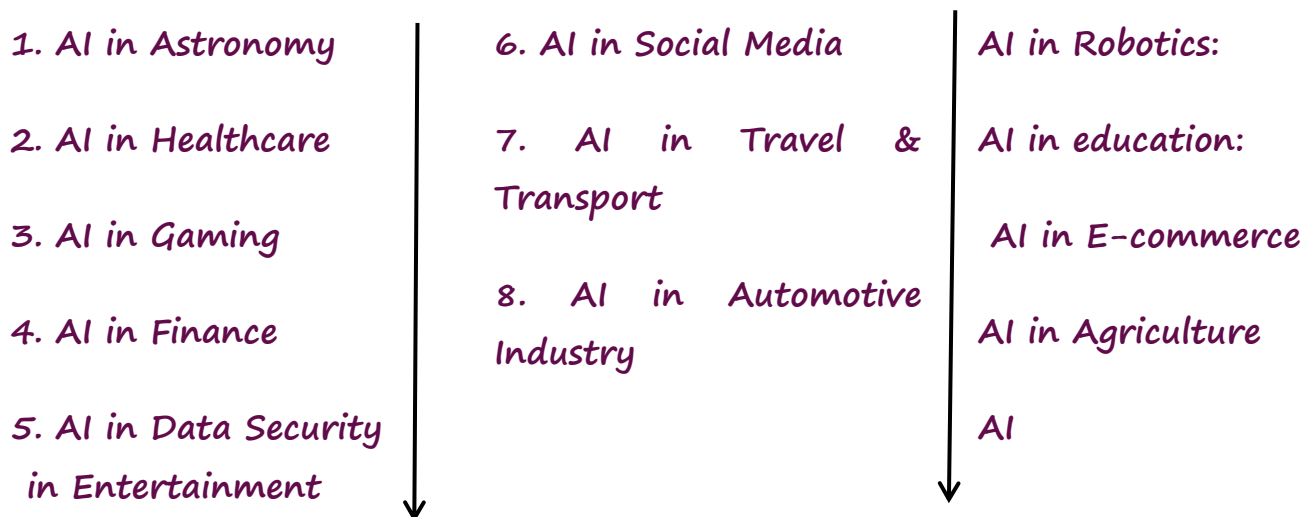 1. AI in Astronomy
2. AI in Healthcare
3. AI in Gaming
4. AI in Finance
5. AI in Data Security
in Entertainment
6. AI in Social Media
7. AI in Travel &
Transport
8. AI in Automotive
Industry
AI in Robotics:
AI in education:
AI in E-commerce
AI in Agriculture
AI